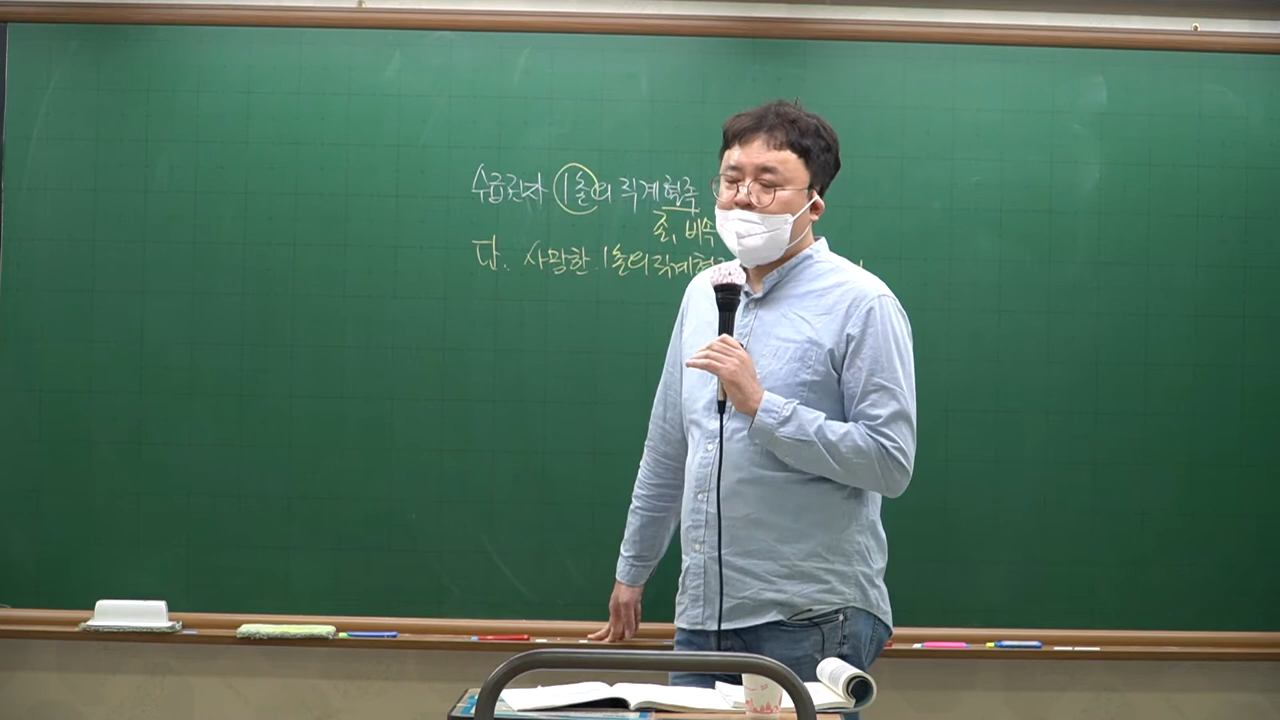 수급권자 1촌의 직계혈족
존, 비속
단. 사망한 1촌의 직계혈